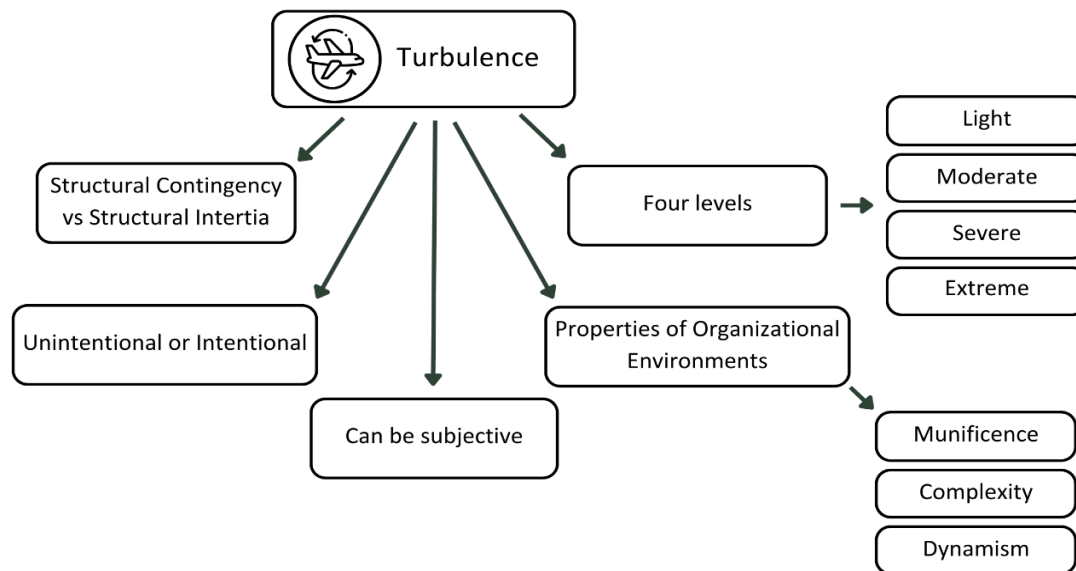 Turbulence
Structural Contingency
vs Structural Intertia
Four levels
Light
Moderate
Severe
Extreme
Unintentional or Intentional
Properties of Organizational
Environments
Can be subjective
Munificence
Complexity
Dynamism